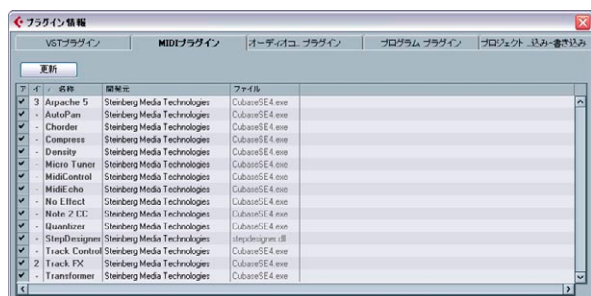 プラグイン情報
VSTプラグイン MIDIプラグイン オーディオコ.. プラグイン プログラム プラグイン プロジェクト ..込み-書き込み
更新
ア イ 名称 開発元 ファイル
3 Arpache 5 Steinberg Media Technologies CubaseSE4.exe
- AutoPan Steinberg Media Technologies CubaseSE4.exe
- Chorder Steinberg Media Technologies CubaseSE4.exe
- Compress Steinberg Media Technologies CubaseSE4.exe
- Density Steinberg Media Technologies CubaseSE4.exe
- Micro Tuner Steinberg Media Technologies CubaseSE4.exe
- MidiControl Steinberg Media Technologies CubaseSE4.exe
- MidiEcho Steinberg Media Technologies CubaseSE4.exe
- No Effect Steinberg Media Technologies CubaseSE4.exe
- Note 2 CC Steinberg Media Technologies CubaseSE4.exe
- Quantizer Steinberg Media Technologies CubaseSE4.exe
- StepDesigner Steinberg Media Technologies stepdesigner.dll
- Track Control Steinberg Media Technologies CubaseSE4.exe
2 Track FX Steinberg Media Technologies CubaseSE4.exe
- Transformer Steinberg Media Technologies CubaseSE4.exe